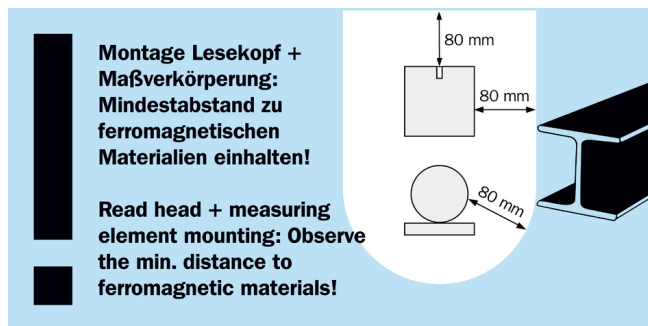 Montage Lesekopf +
Maßverkörperung:
Mindestabstand zu
ferromagnetischen
Materialien einhalten!
Read head + measuring
element mounting: Observe
the min. distance to
ferromagnetic materials!
80 mm
80 mm
80 mm